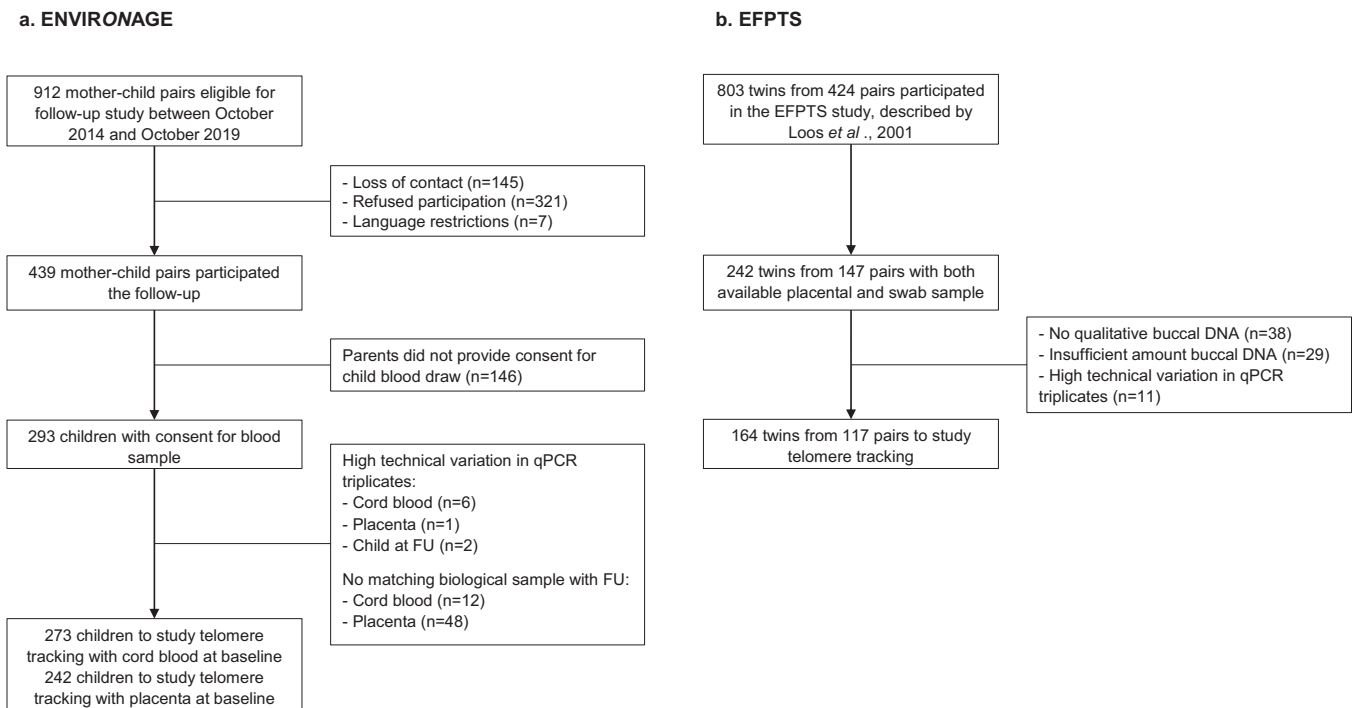 a. ENVIRONAGE
912 mother-child pairs eligible for
follow-up study between October
2014 and October 2019
- Loss of contact (n=145)
- Refused participation (n=321)
- Language restrictions (n=7)
439 mother-child pairs participated
the follow-up
Parents did not provide consent for
child blood draw (n=146)
293 children with consent for blood
sample
High technical variation in qPCR
triplicates:
- Cord blood (n=6)
- Placenta (n=1)
- Child at FU (n=2)
No matching biological sample with FU:
- Cord blood (n=12)
- Placenta (n=48)
273 children to study telomere
tracking with cord blood at baseline
242 children to study telomere
tracking with placenta at baseline
b. EFPTS
803 twins from 424 pairs participated
in the EFPTS study, described by
Loos et al ., 2001
242 twins from 147 pairs with both
available placental and swab sample
- No qualitative buccal DNA (n=38)
- Insufficient amount buccal DNA (n=29)
- High technical variation in qPCR
triplicates (n=11)
164 twins from 117 pairs to study
telomere tracking